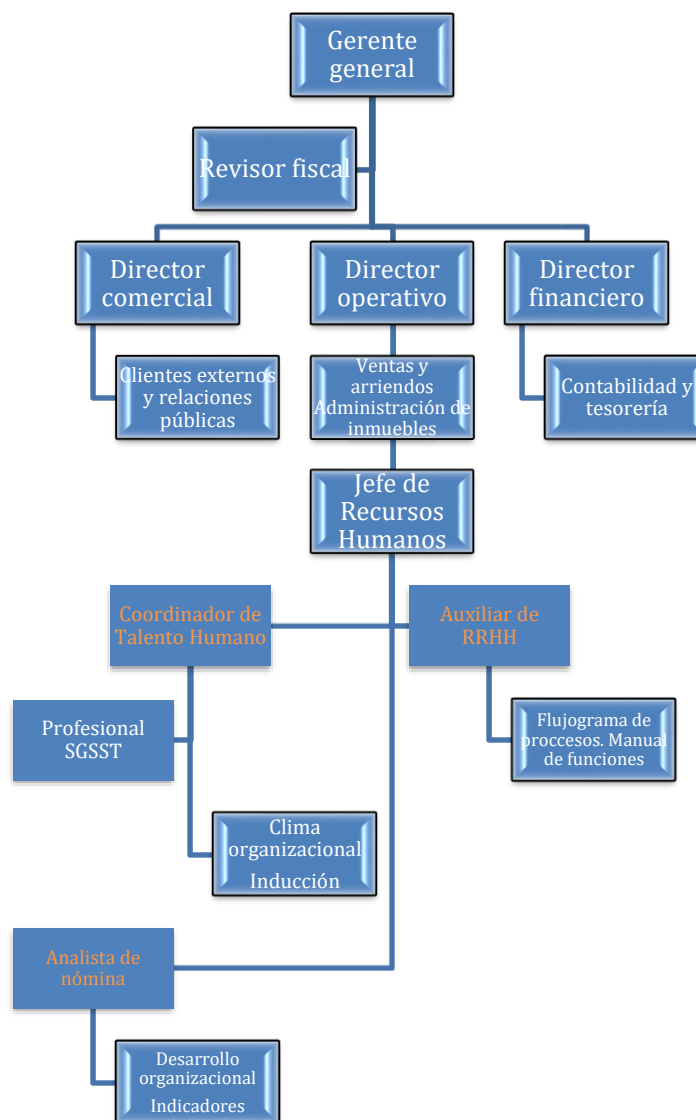 Gerente
general
Revisor fiscal
Director
comercial
Director
operativo
Director
financiero
Clientes externos
y relaciones
públicas
Ventas y
arriendos
Administración de
inmuebles
Contabilidad y
tesorería
Jefe de
Recursos
Humanos
Coordinador de
Talento Humano
Auxiliar de
RRHH
Profesional
SGSST
Flujograma de
proccesos. Manual
de funciones
Clima
organizacional
Inducción
Analista de
nómina
Desarrollo
organizacional
Indicadores